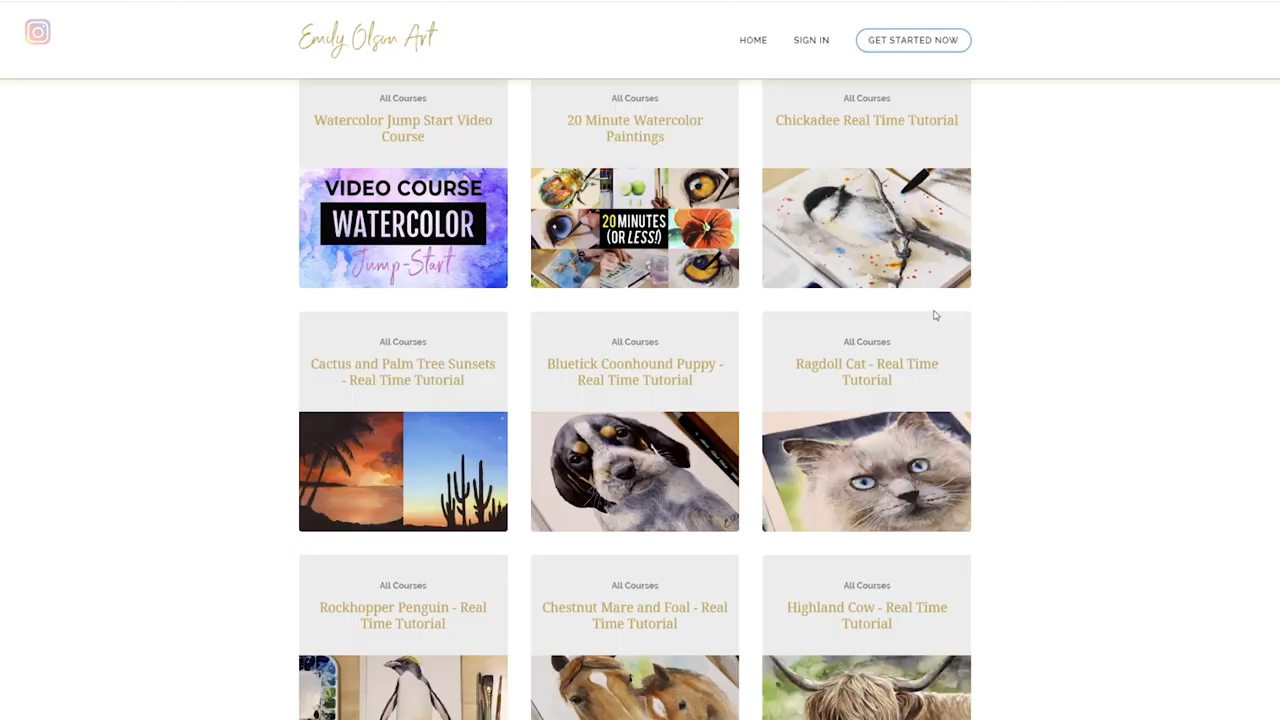 Emily Olson Art
HOME
SIGN IN
GET STARTED NOW
All Courses
Watercolor Jump Start Video
Course
VIDEO COURSE
WATERCOLOR
Jump-Start
All Courses
20 Minute Watercolor
Paintings
20 MINUTES
(OR LESS!)
All Courses
Chickadee Real Time Tutorial
All Courses
Cactus and Palm Tree Sunsets
- Real Time Tutorial
All Courses
Bluetick Coonhound Puppy -
Real Time Tutorial
All Courses
Ragdoll Cat - Real Time
Tutorial
All Courses
Rockhopper Penguin - Real
Time Tutorial
All Courses
Chestnut Mare and Foal - Real
Time Tutorial
All Courses
Highland Cow - Real Time
Tutorial